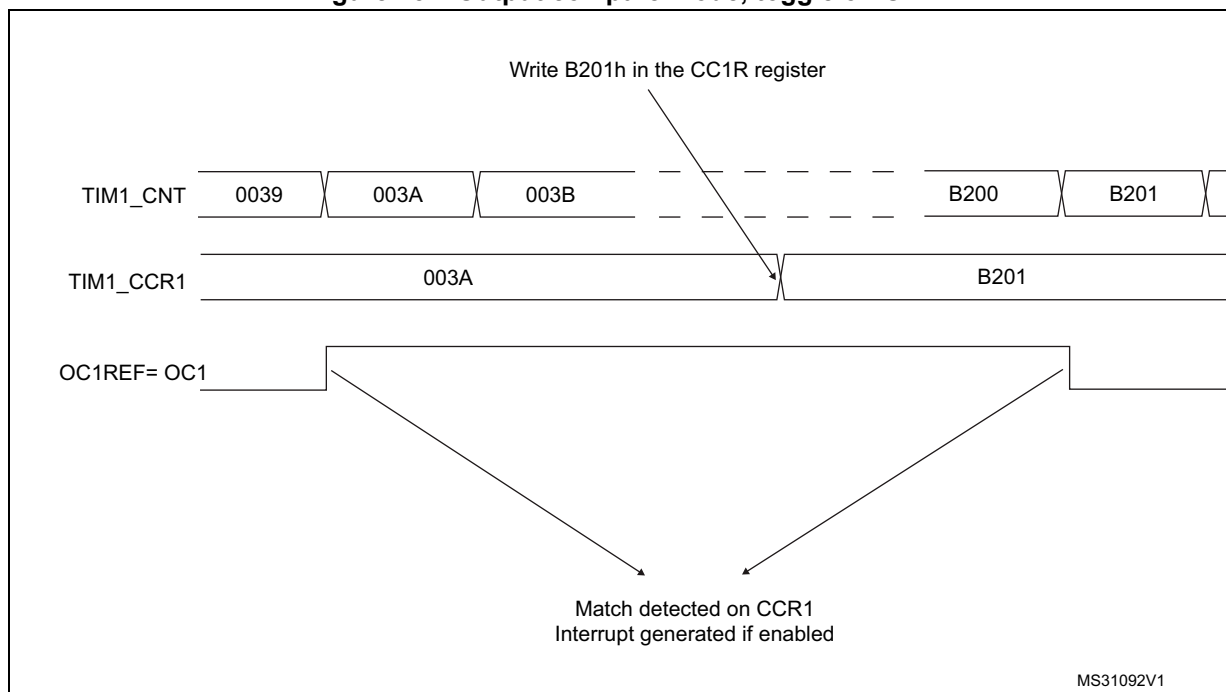 Write B201h in the CC1R register
TIM1_CNT 0039 003A 003B B200 B201
TIM1_CCR1 003A B201
OC1REF= OC1
Match detected on CCR1
Interrupt generated if enabled
MS31092V1